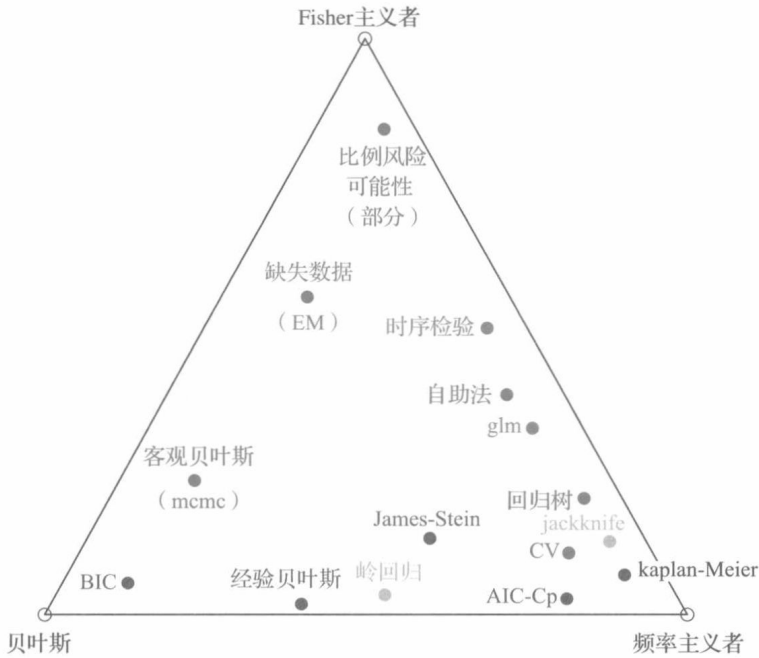 Fisher主义者
比例风险
可能性
（部分）
缺失数据
（EM）
时序检验
自助法
glm
客观贝叶斯
（mcmc）
回归树
James-Stein
jackknife
CV
kaplan-Meier
BIC
经验贝叶斯
岭回归
AIC-Cp
贝叶斯
频率主义者